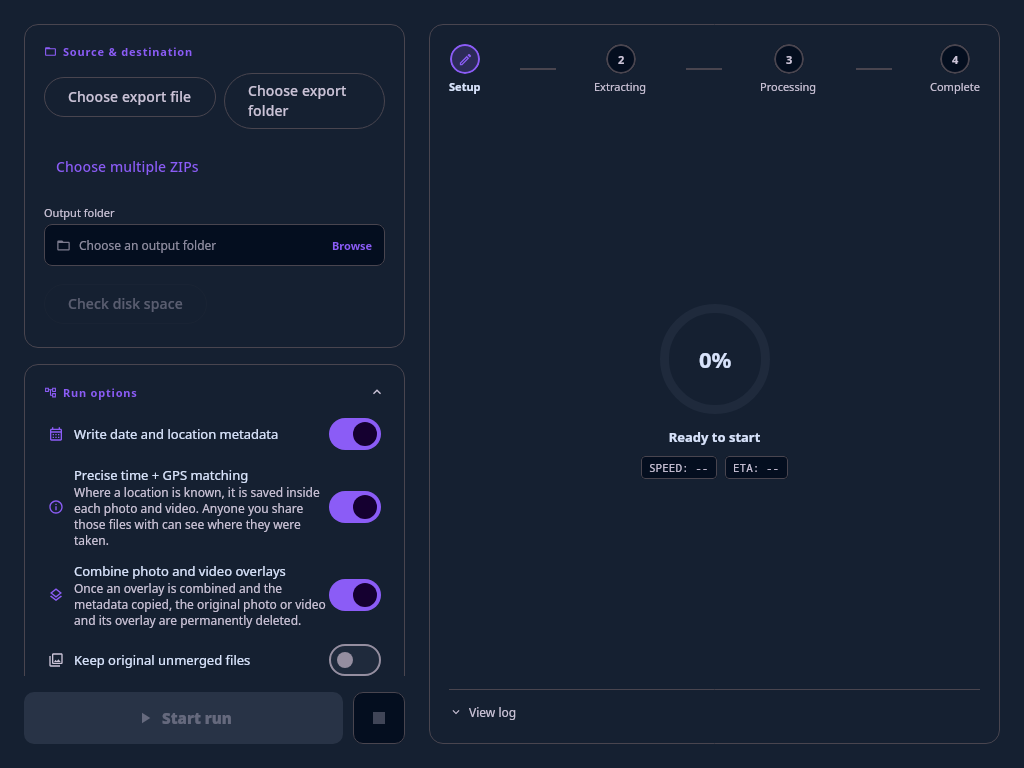 Source & destination
Choose export file
Choose export
folder
Choose multiple ZIPs
Output folder
Choose an output folder
Browse
Check disk space
Run options
Write date and location metadata
Precise time + GPS matching
Where a location is known, it is saved inside
each photo and video. Anyone you share
those files with can see where they were
taken.
Combine photo and video overlays
Once an overlay is combined and the
metadata copied, the original photo or video
and its overlay are permanently deleted.
Keep original unmerged files
Start run
2
3
4
Setup
Extracting
Processing
Complete
0%
Ready to start
SPEED: --
ETA: --
View log